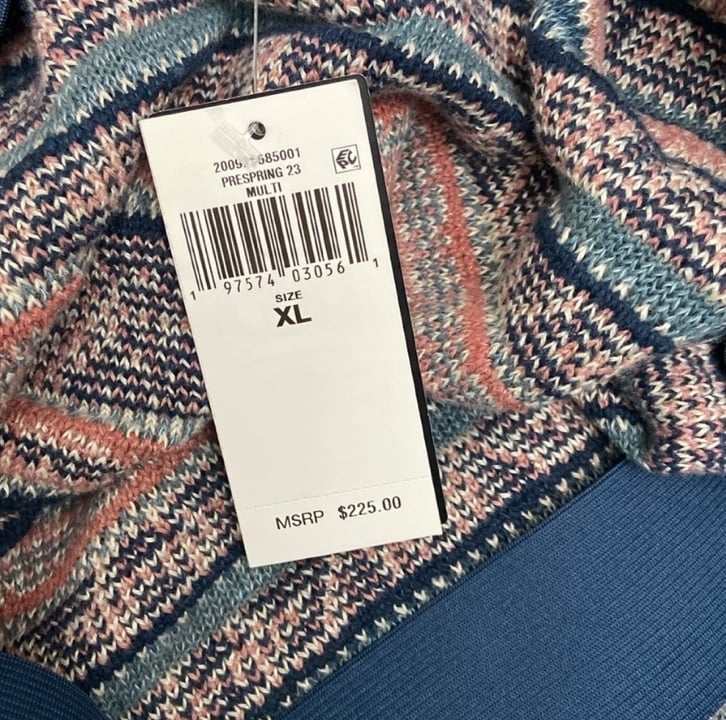 PRESPRING 23
MULTI
1 97574 03056 1
SIZE
XL
MSRP $225.00